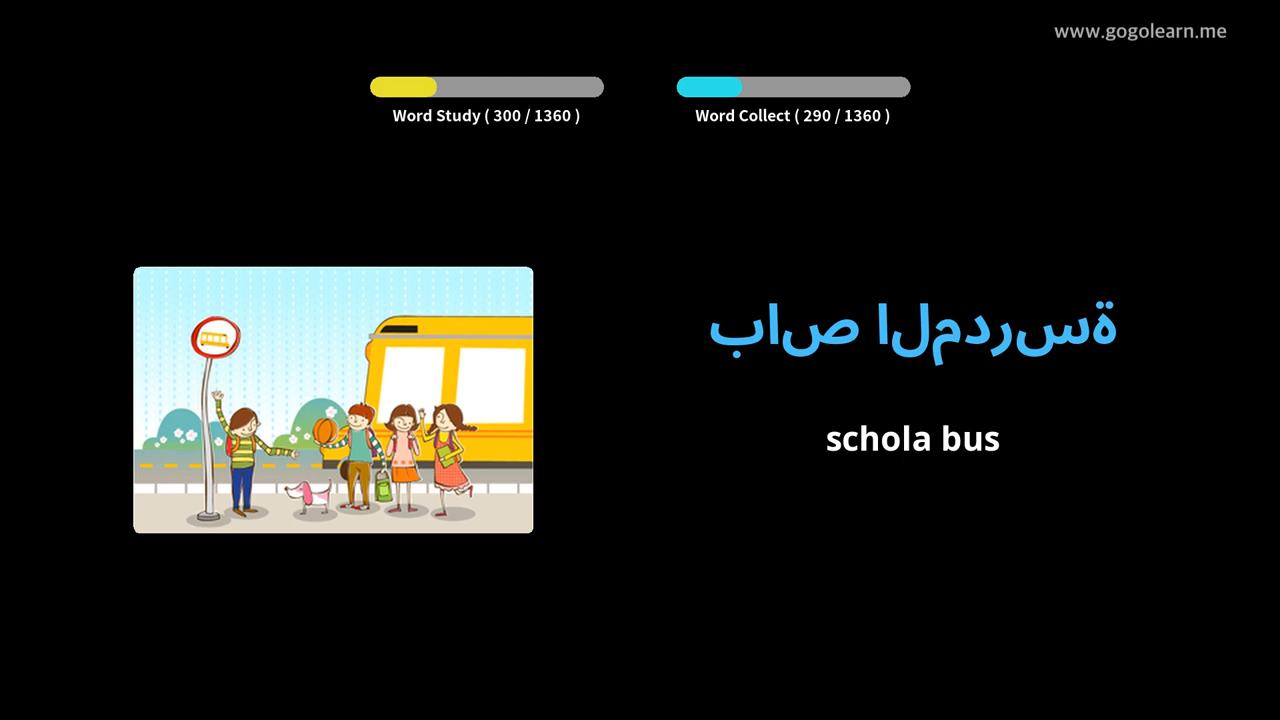 www.gogolearn.me
Word Study ( 300 / 1360 )
Word Collect ( 290 / 1360 )
باص المدرسة
schola bus